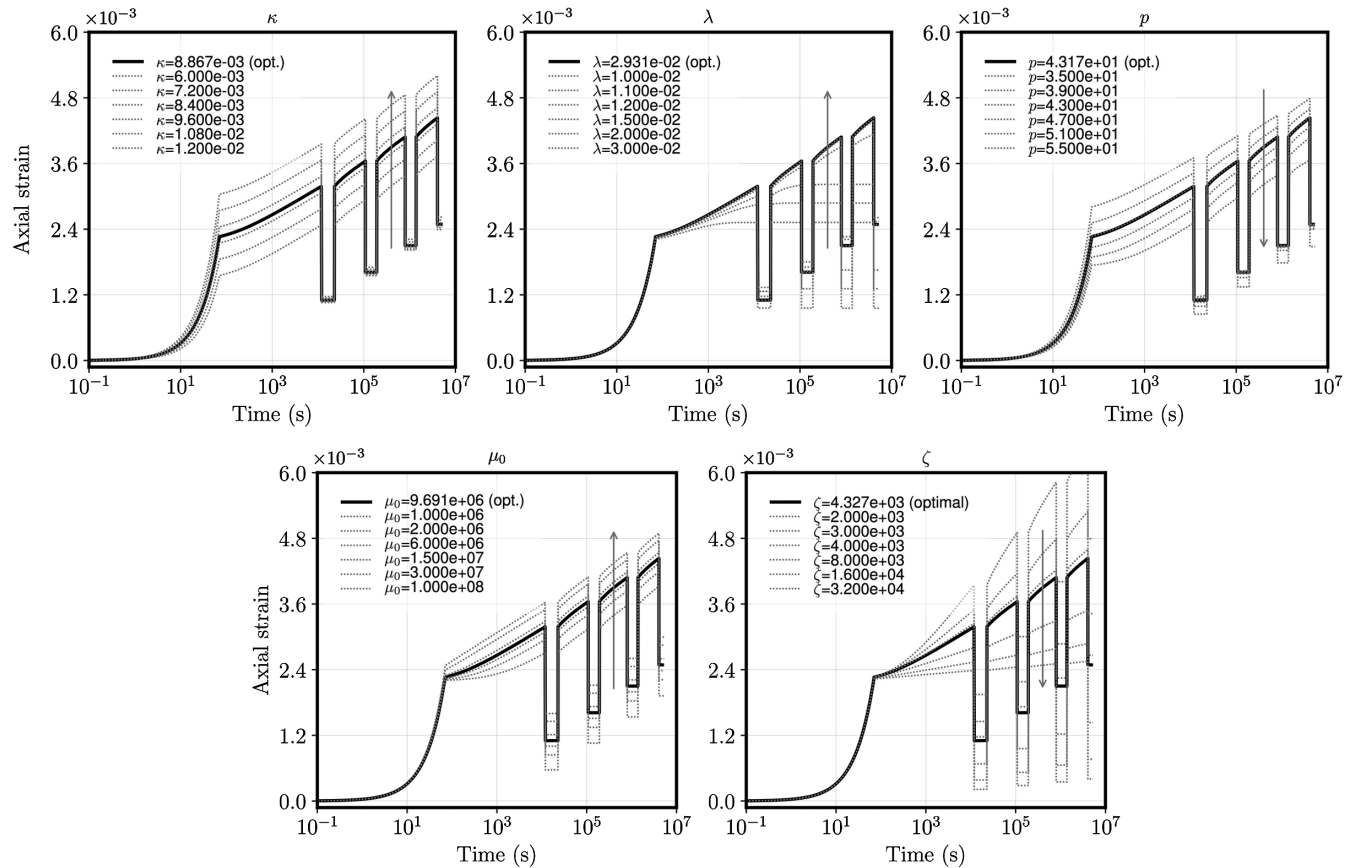 κ
λ
p
×10⁻³
6.0
4.8
3.6
2.4
1.2
0.0
Axial strain
κ=8.867e-03 (opt.)
κ=6.000e-03
κ=7.200e-03
κ=8.400e-03
κ=9.600e-03
κ=1.080e-02
κ=1.200e-02
10⁻¹ 10¹ 10³ 10⁵ 10⁷
Time (s)
×10⁻³
6.0
4.8
3.6
2.4
1.2
0.0
λ=2.931e-02 (opt.)
λ=1.000e-02
λ=1.100e-02
λ=1.200e-02
λ=1.500e-02
λ=2.000e-02
λ=3.000e-02
10⁻¹ 10¹ 10³ 10⁵ 10⁷
Time (s)
×10⁻³
6.0
4.8
3.6
2.4
1.2
0.0
p=4.317e+01 (opt.)
p=3.500e+01
p=3.900e+01
p=4.300e+01
p=4.700e+01
p=5.100e+01
p=5.500e+01
10⁻¹ 10¹ 10³ 10⁵ 10⁷
Time (s)
μ₀
×10⁻³
6.0
4.8
3.6
2.4
1.2
0.0
Axial strain
μ₀=9.691e+06 (opt.)
μ₀=1.000e+06
μ₀=2.000e+06
μ₀=6.000e+06
μ₀=1.500e+07
μ₀=3.000e+07
μ₀=1.000e+08
10⁻¹ 10¹ 10³ 10⁵ 10⁷
Time (s)
ζ
×10⁻³
6.0
4.8
3.6
2.4
1.2
0.0
Axial strain
ζ=4.327e+03 (optimal)
ζ=2.000e+03
ζ=3.000e+03
ζ=4.000e+03
ζ=8.000e+03
ζ=1.600e+04
ζ=3.200e+04
10⁻¹ 10¹ 10³ 10⁵ 10⁷
Time (s)